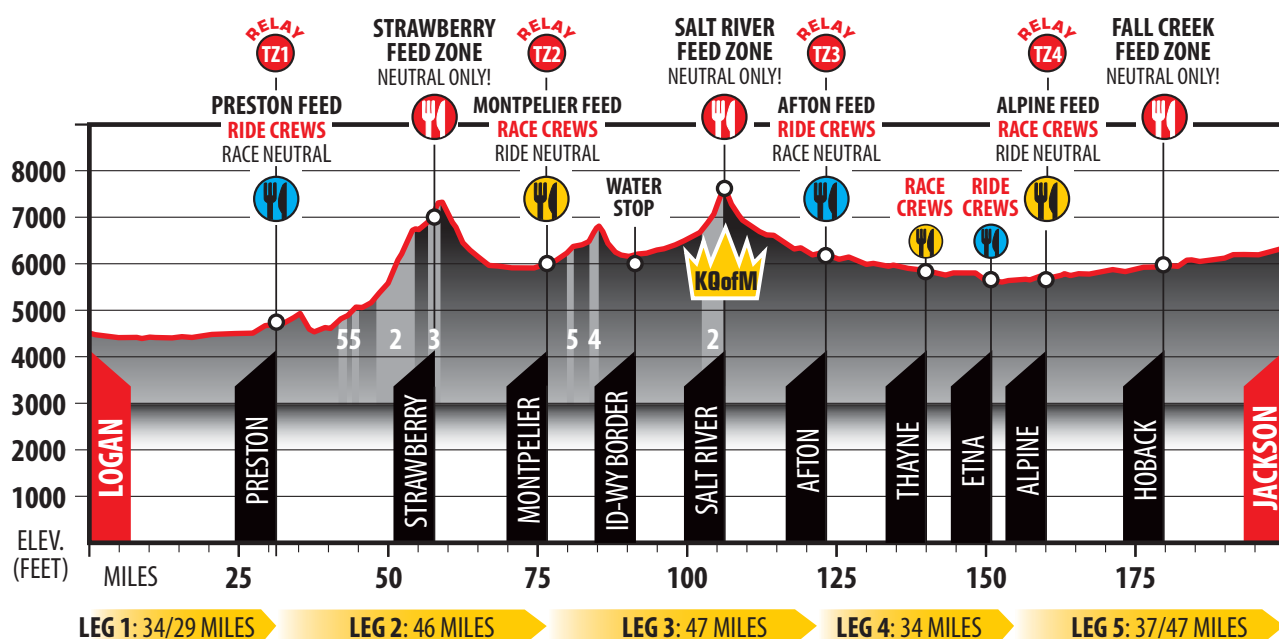 RELAY
TZ1
PRESTON FEED
RIDE CREWS
RACE NEUTRAL
STRAWBERRY
FEED ZONE
NEUTRAL ONLY!
RELAY
TZ2
MONTPELIER FEED
RACE CREWS
RIDE NEUTRAL
SALT RIVER
FEED ZONE
NEUTRAL ONLY!
RELAY
TZ3
AFTON FEED
RIDE CREWS
RACE NEUTRAL
RELAY
TZ4
ALPINE FEED
RACE CREWS
RIDE NEUTRAL
FALL CREEK
FEED ZONE
NEUTRAL ONLY!
WATER
STOP
RACE
CREWS
RIDE
CREWS
KQofM
8000
7000
6000
5000
4000
3000
2000
1000
ELEV.
(FEET)
5 5 2 3 5 4 2
LOGAN
PRESTON
STRAWBERRY
MONTPELIER
ID-WY BORDER
SALT RIVER
AFTON
THAYNE
ETNA
ALPINE
HOBACK
JACKSON
MILES 25 50 75 100 125 150 175
LEG 1: 34/29 MILES
LEG 2: 46 MILES
LEG 3: 47 MILES
LEG 4: 34 MILES
LEG 5: 37/47 MILES